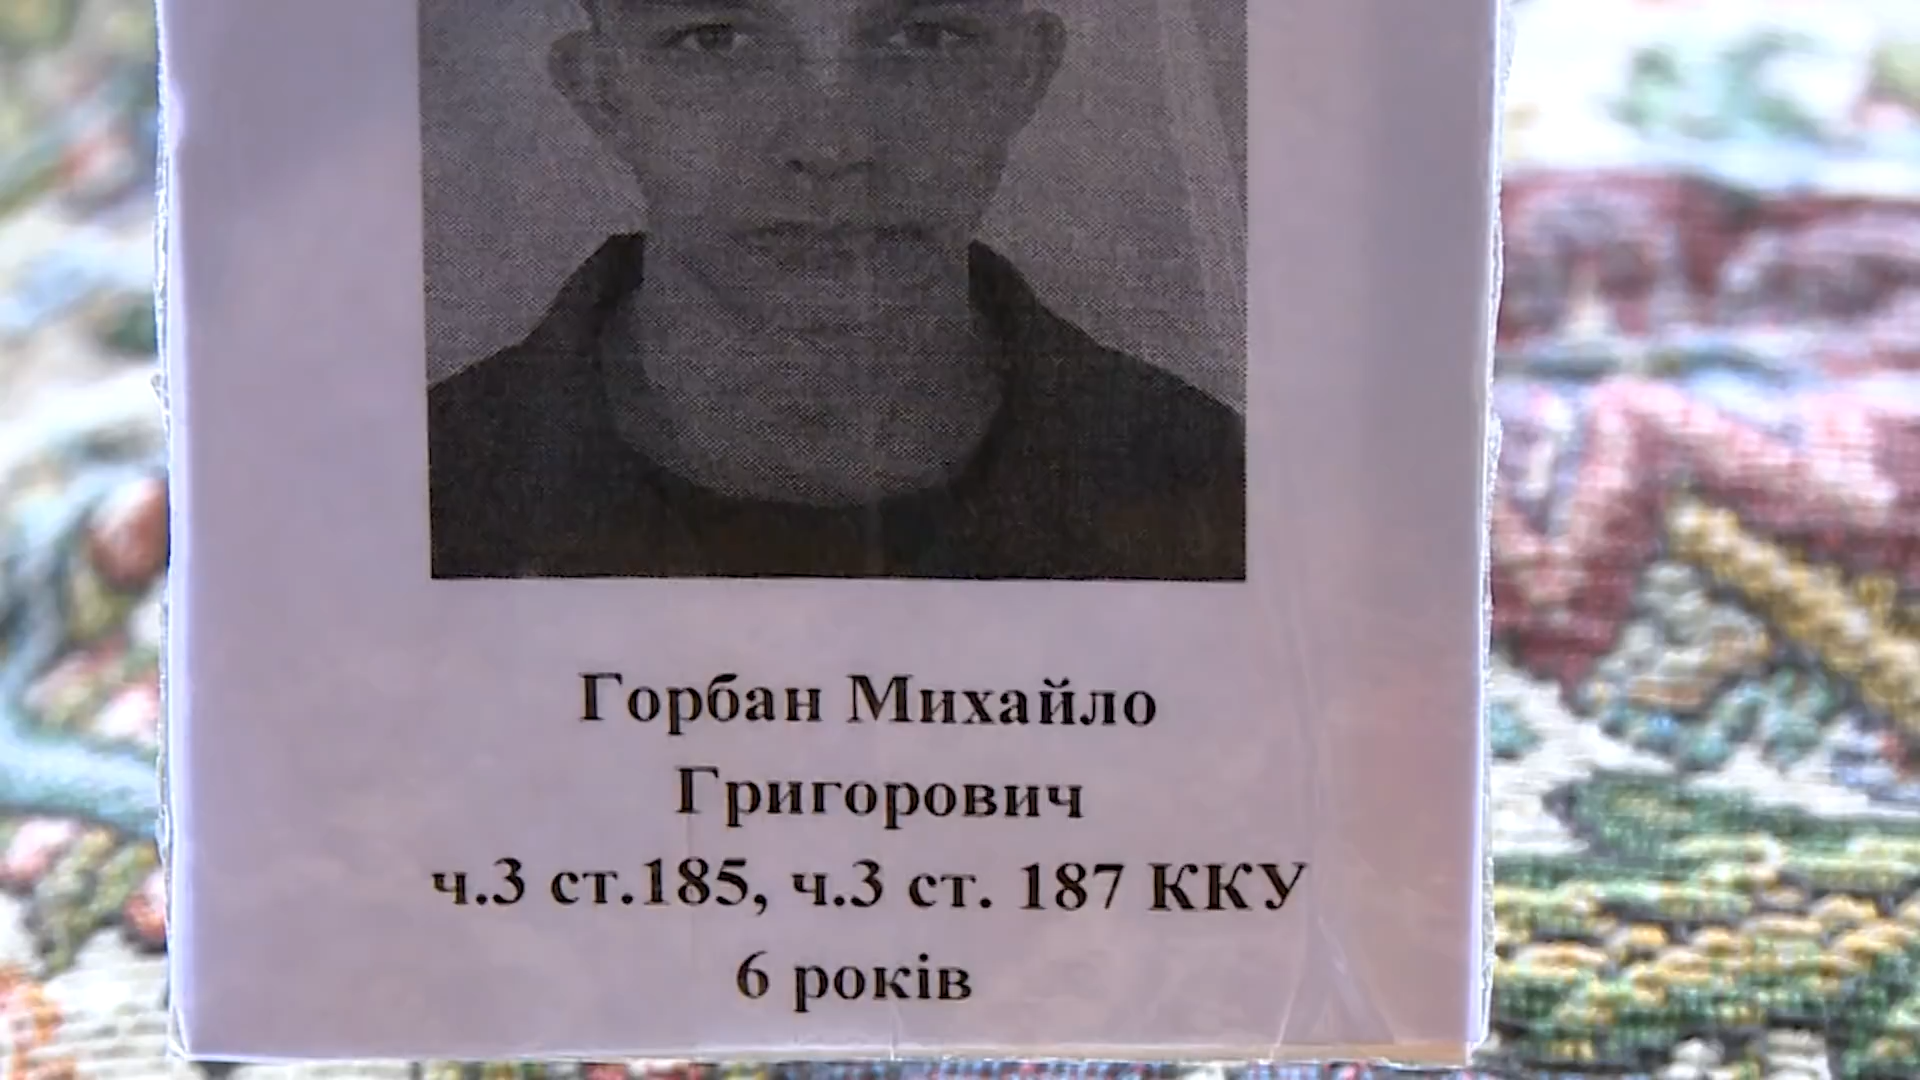 Горбан Михайло
Григорович
ч.3 ст.185, ч.3 ст. 187 ККУ
6 років